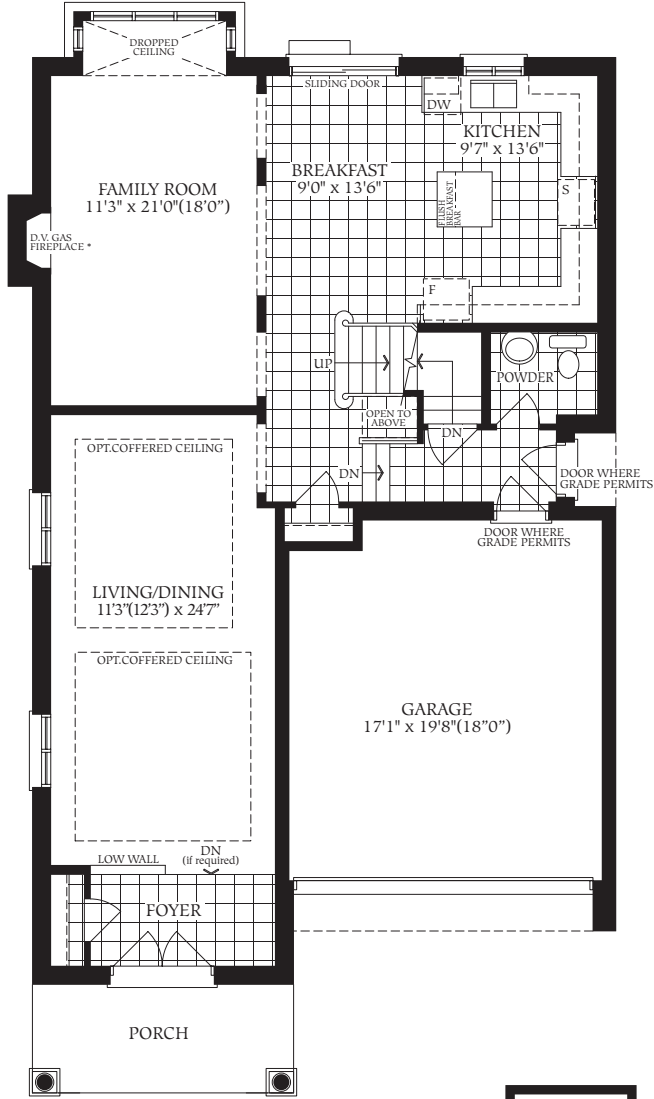 DROPPED
CEILING
SLIDING DOOR
DW
KITCHEN
9'7" x 13'6"
BREAKFAST
9'0" x 13'6"
FAMILY ROOM
11'3" x 21'0"(18'0")
S
FLUSH
BREAKFAST
BAR
D.V. GAS
FIREPLACE *
F
UP
POWDER
OPEN TO
ABOVE
DN
OPT.COFFERED CEILING
DN
DOOR WHERE
GRADE PERMITS
DOOR WHERE
GRADE PERMITS
LIVING/DINING
11'3"(12'3") x 24'7"
OPT.COFFERED CEILING
GARAGE
17'1" x 19'8"(18"0")
DN
(if required)
LOW WALL
FOYER
PORCH